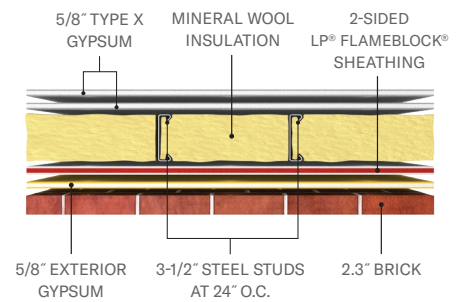 5/8″ TYPE X
GYPSUM
MINERAL WOOL
INSULATION
2-SIDED
LP® FLAMEBLOCK®
SHEATHING
5/8″ EXTERIOR
GYPSUM
3-1/2″ STEEL STUDS
AT 24″ O.C.
2.3″ BRICK